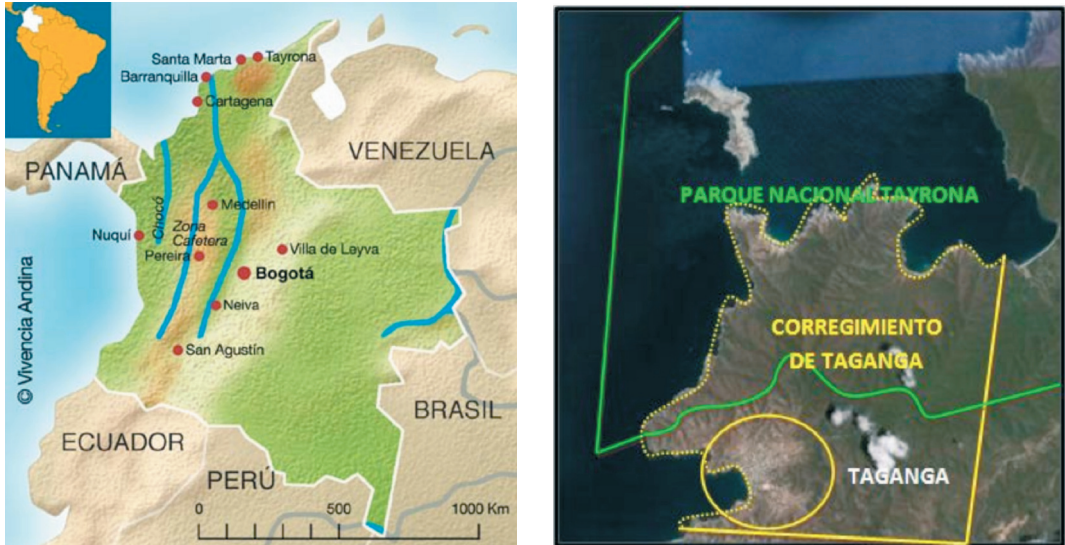 Santa Marta
Tayrona
Barranquilla
Cartagena
PANAMÁ
VENEZUELA
Chocó
Medellin
Zona
Cafetera
Nuquí
Pereira
Villa de Leyva
Bogotá
Neiva
San Agustín
© Vivencia Andina
ECUADOR
PERÚ
BRASIL
0 500 1000 Km
PARQUE NACIONAL TAYRONA
CORREGIMIENTO
DE TAGANGA
TAGANGA